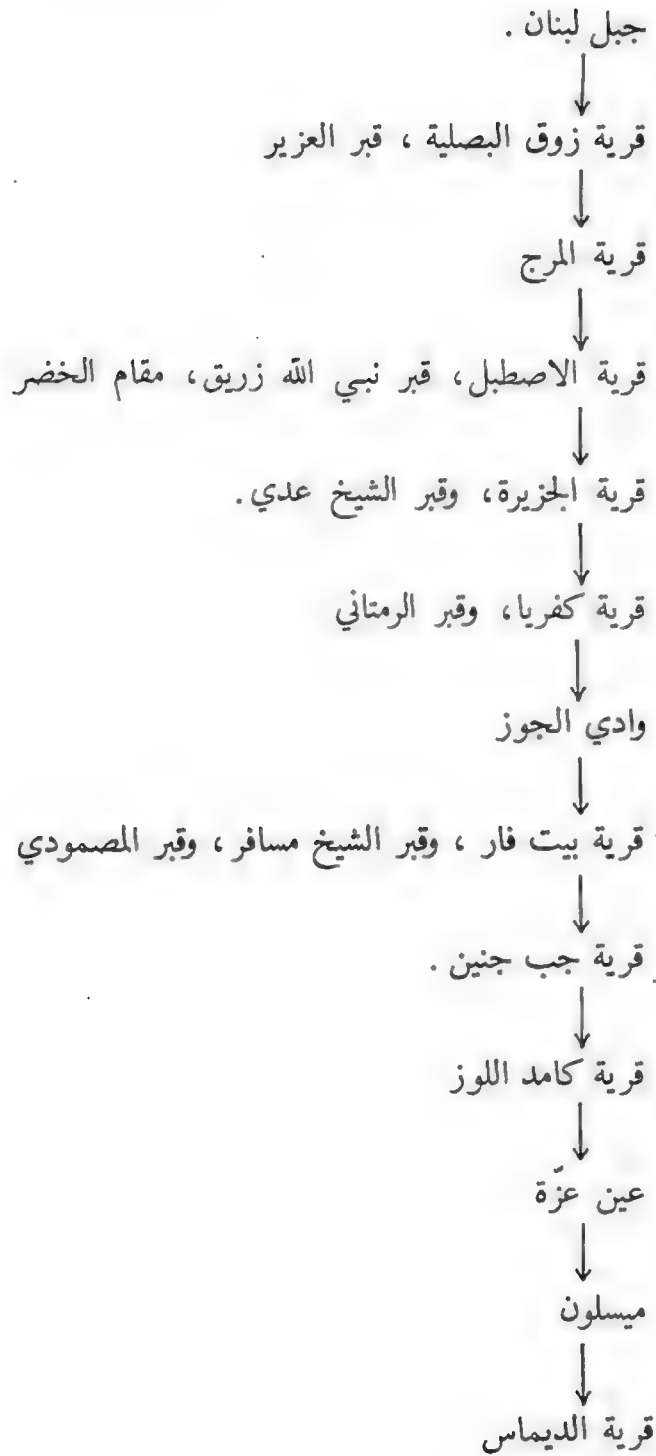 جبل لبنان .
قرية زوق البصلية ، قبر العزير
قرية المرج
قرية الاصطبل، قبر نبي الله زريق، مقام الخضر
قرية الجزيرة، وقبر الشيخ عدي.
قرية كفريا، وقبر الرمتاني
وادي الجوز
قرية بيت فار ، وقبر الشيخ مسافر ، وقبر المصمودي
قرية جب جنين .
قرية كامد اللوز
عين عزّة
ميسلون
قرية الديماس